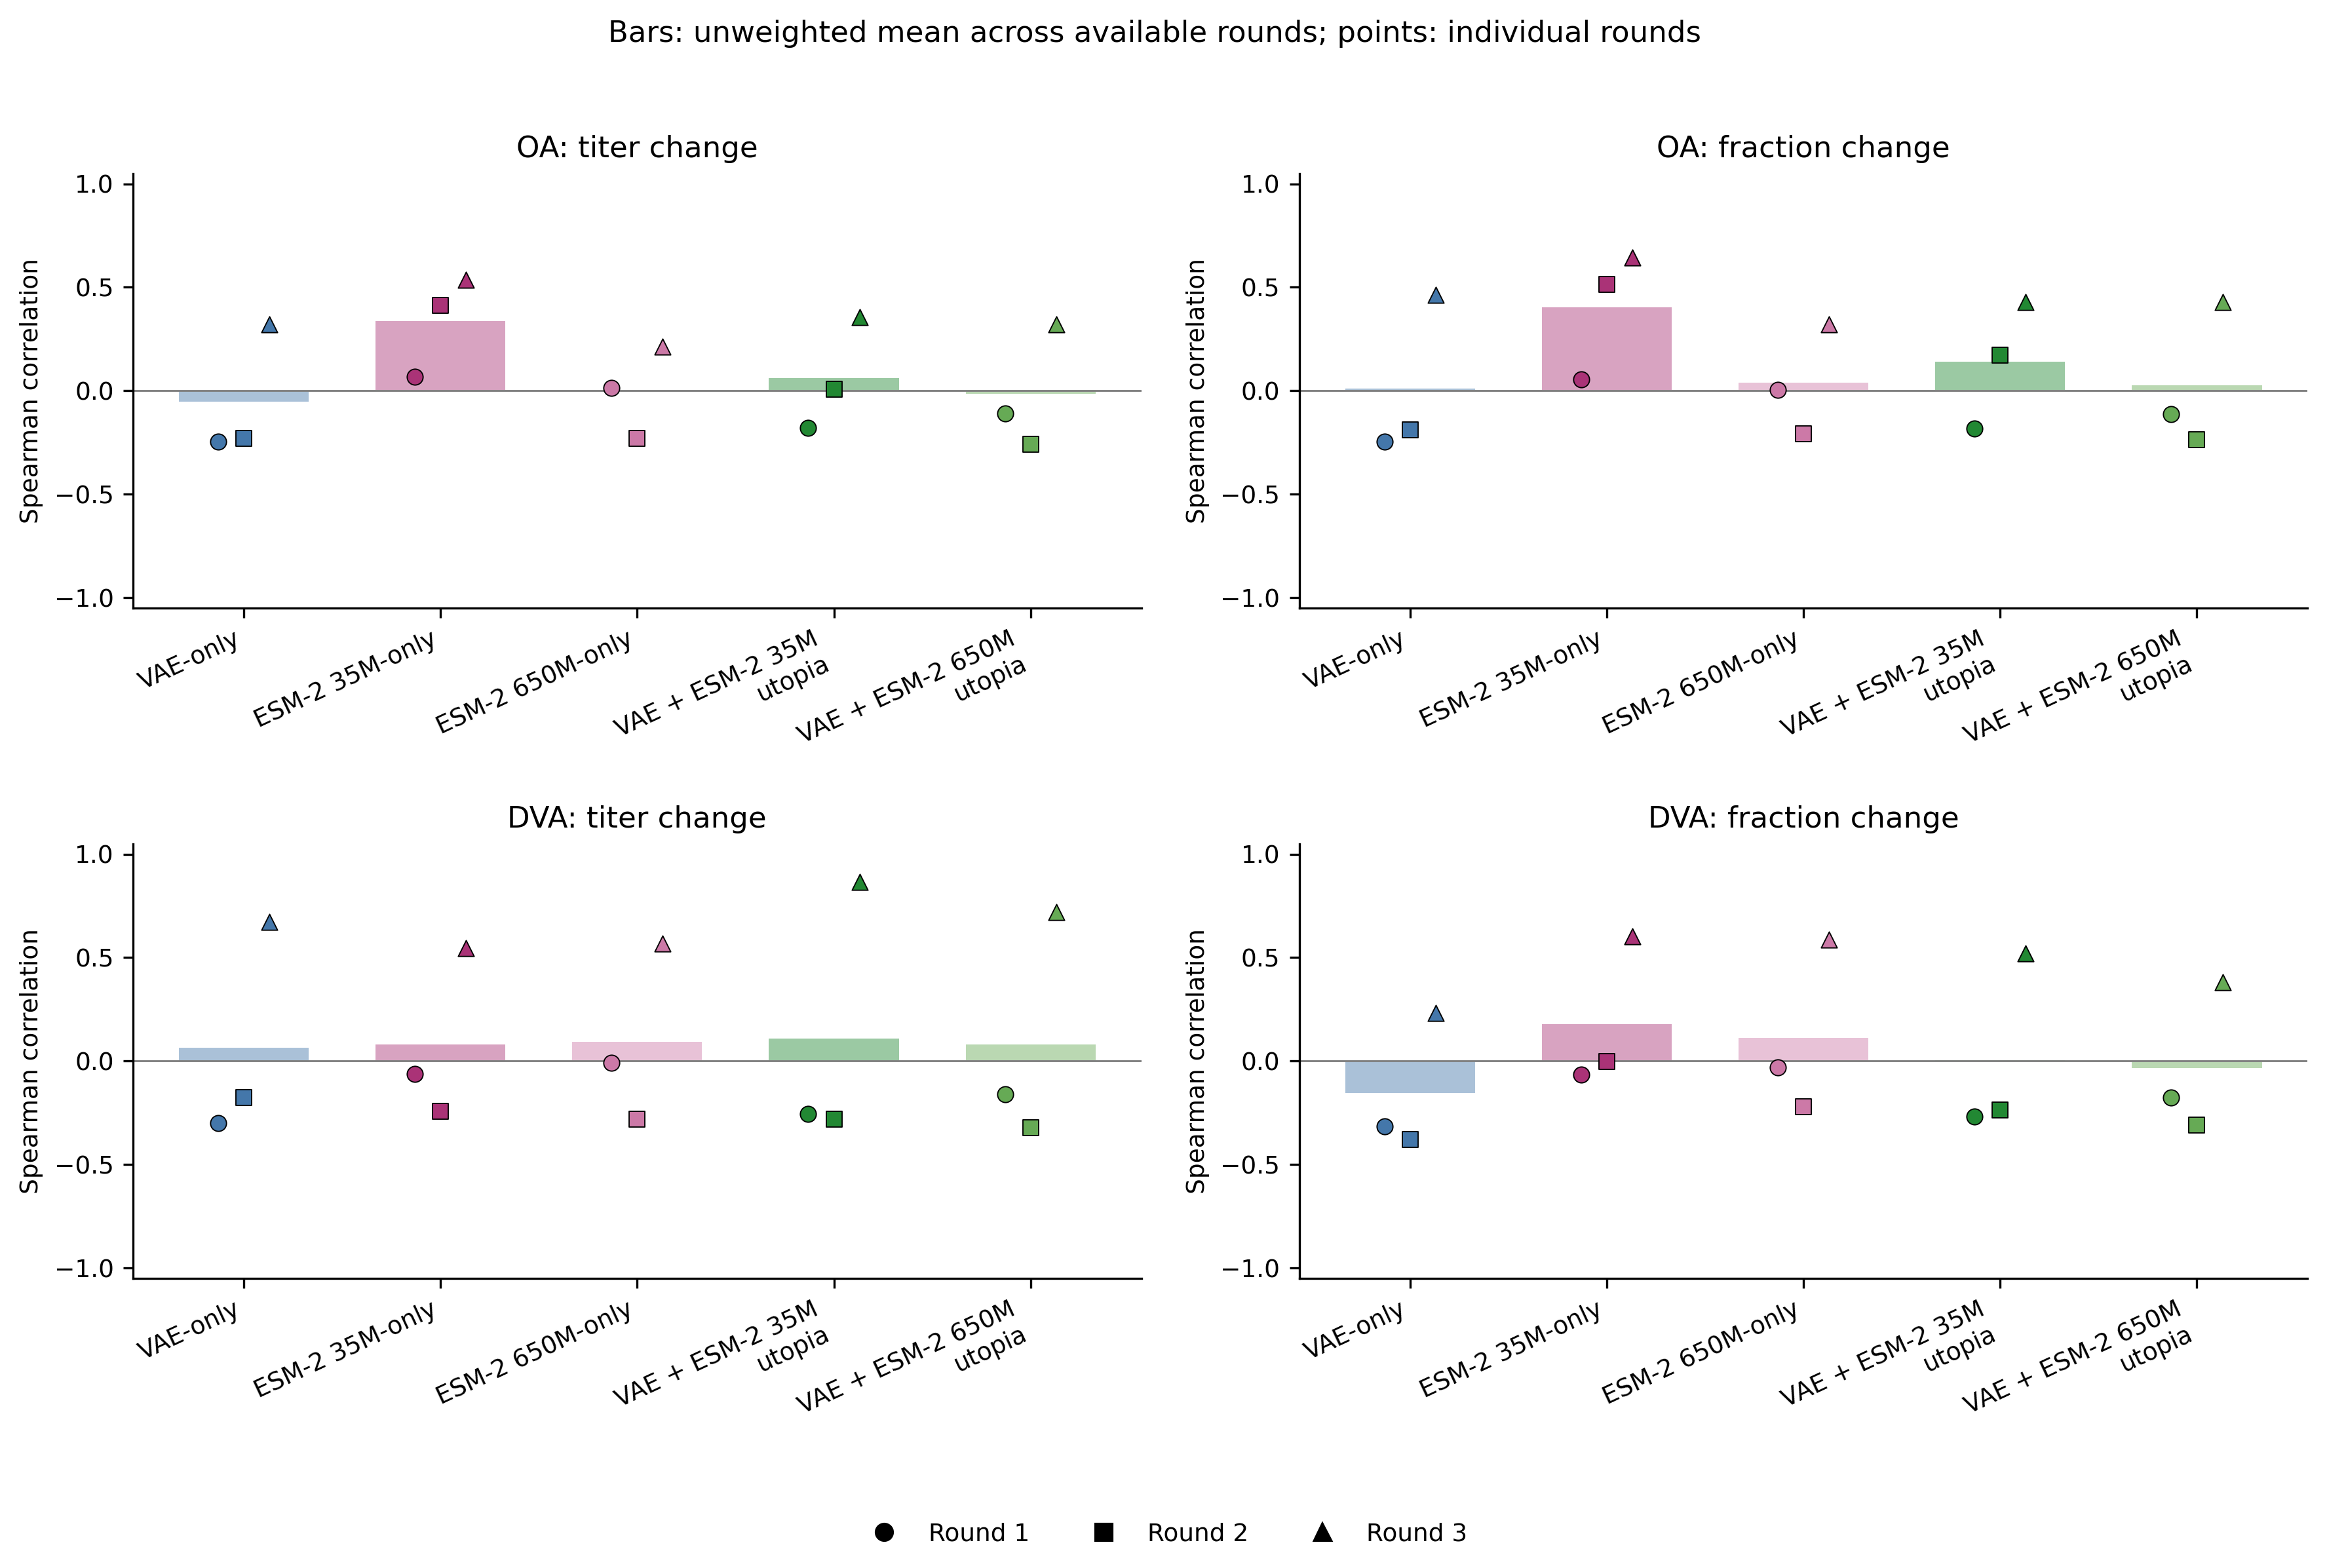 Bars: unweighted mean across available rounds; points: individual rounds
OA: titer change
Spearman correlation
1.0
0.5
0.0
−0.5
−1.0
VAE-only
ESM-2 35M-only
ESM-2 650M-only
VAE + ESM-2 35M
utopia
VAE + ESM-2 650M
utopia
OA: fraction change
Spearman correlation
1.0
0.5
0.0
−0.5
−1.0
VAE-only
ESM-2 35M-only
ESM-2 650M-only
VAE + ESM-2 35M
utopia
VAE + ESM-2 650M
utopia
DVA: titer change
Spearman correlation
1.0
0.5
0.0
−0.5
−1.0
VAE-only
ESM-2 35M-only
ESM-2 650M-only
VAE + ESM-2 35M
utopia
VAE + ESM-2 650M
utopia
DVA: fraction change
Spearman correlation
1.0
0.5
0.0
−0.5
−1.0
VAE-only
ESM-2 35M-only
ESM-2 650M-only
VAE + ESM-2 35M
utopia
VAE + ESM-2 650M
utopia
Round 1
Round 2
Round 3